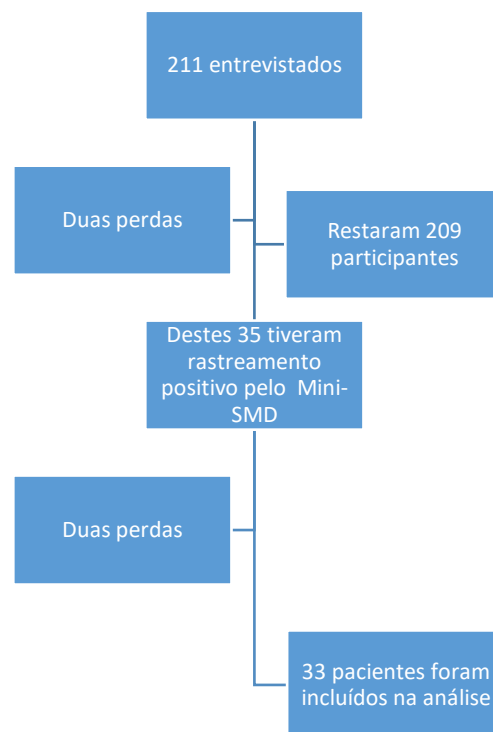 211 entrevistados
Duas perdas
Restaram 209
participantes
Destes 35 tiveram
rastreamento
positivo pelo Mini-
SMD
Duas perdas
33 pacientes foram
incluídos na análise